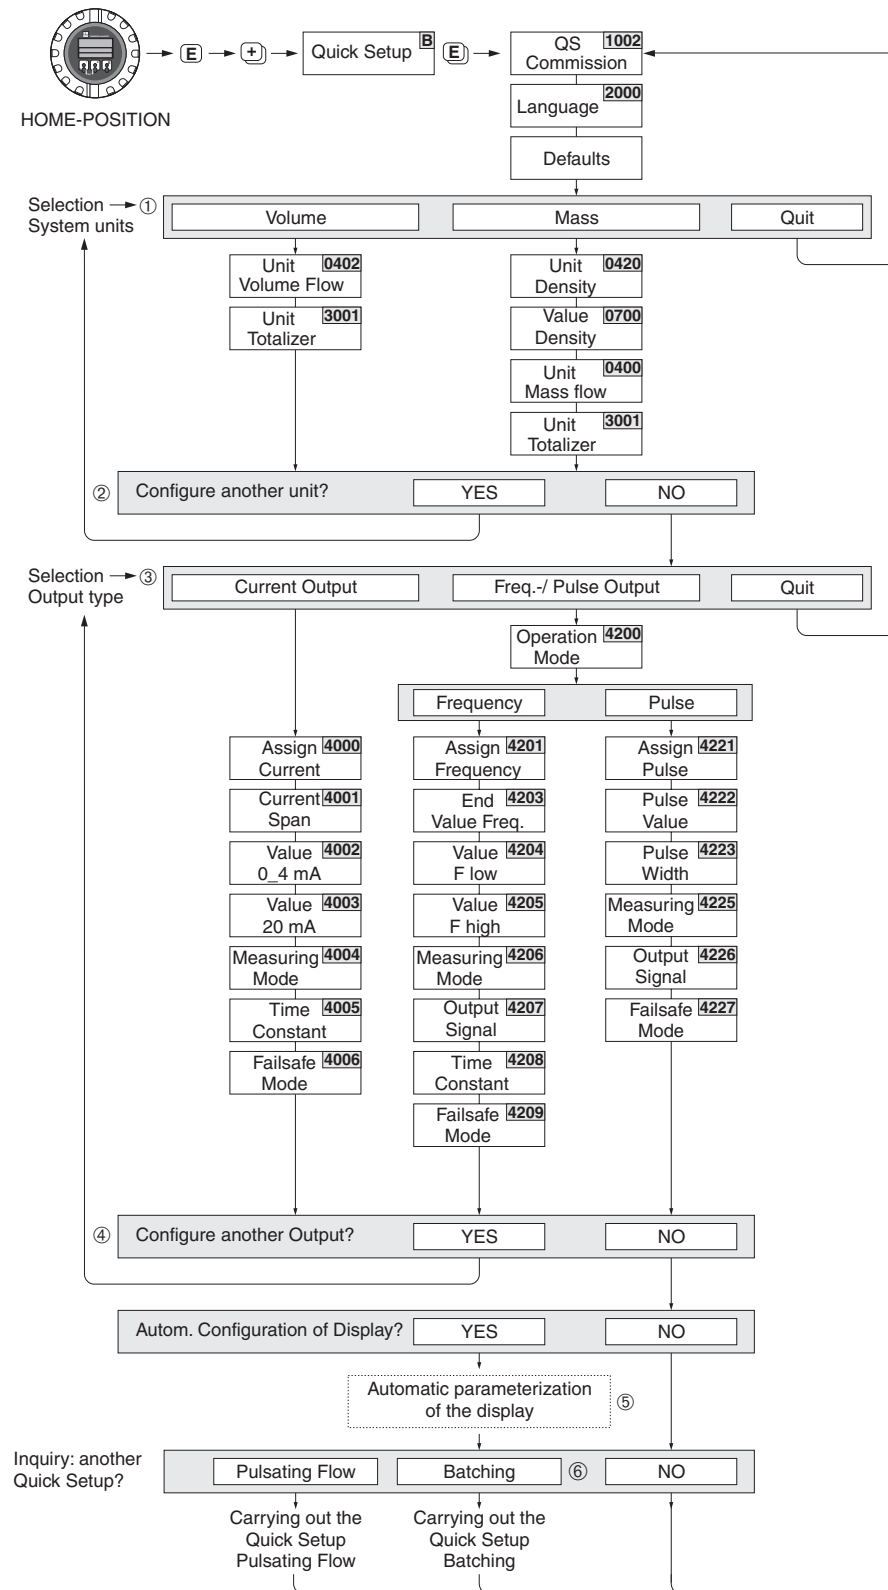 E
+
Quick Setup B
E
QS 1002
Commission
HOME-POSITION
Language 2000
Defaults
Selection
System units
①
Volume
Mass
Quit
Unit 0402
Volume Flow
Unit 3001
Totalizer
Unit 0420
Density
Value 0700
Density
Unit 0400
Mass flow
Unit 3001
Totalizer
② Configure another unit? YES NO
Selection
Output type
③
Current Output
Freq.-/ Pulse Output
Quit
Operation 4200
Mode
Frequency
Pulse
Assign 4000
Current
Current 4001
Span
Value 4002
0_4 mA
Value 4003
20 mA
Measuring 4004
Mode
Time 4005
Constant
Failsafe 4006
Mode
Assign 4201
Frequency
End 4203
Value Freq.
Value 4204
F low
Value 4205
F high
Measuring 4206
Mode
Output 4207
Signal
Time 4208
Constant
Failsafe 4209
Mode
Assign 4221
Pulse
Pulse 4222
Value
Pulse 4223
Width
Measuring 4225
Mode
Output 4226
Signal
Failsafe 4227
Mode
④ Configure another Output? YES NO
Autom. Configuration of Display? YES NO
Automatic parameterization
of the display
⑤
Inquiry: another
Quick Setup?
Pulsating Flow
Batching
⑥
NO
Carrying out the
Quick Setup
Pulsating Flow
Carrying out the
Quick Setup
Batching